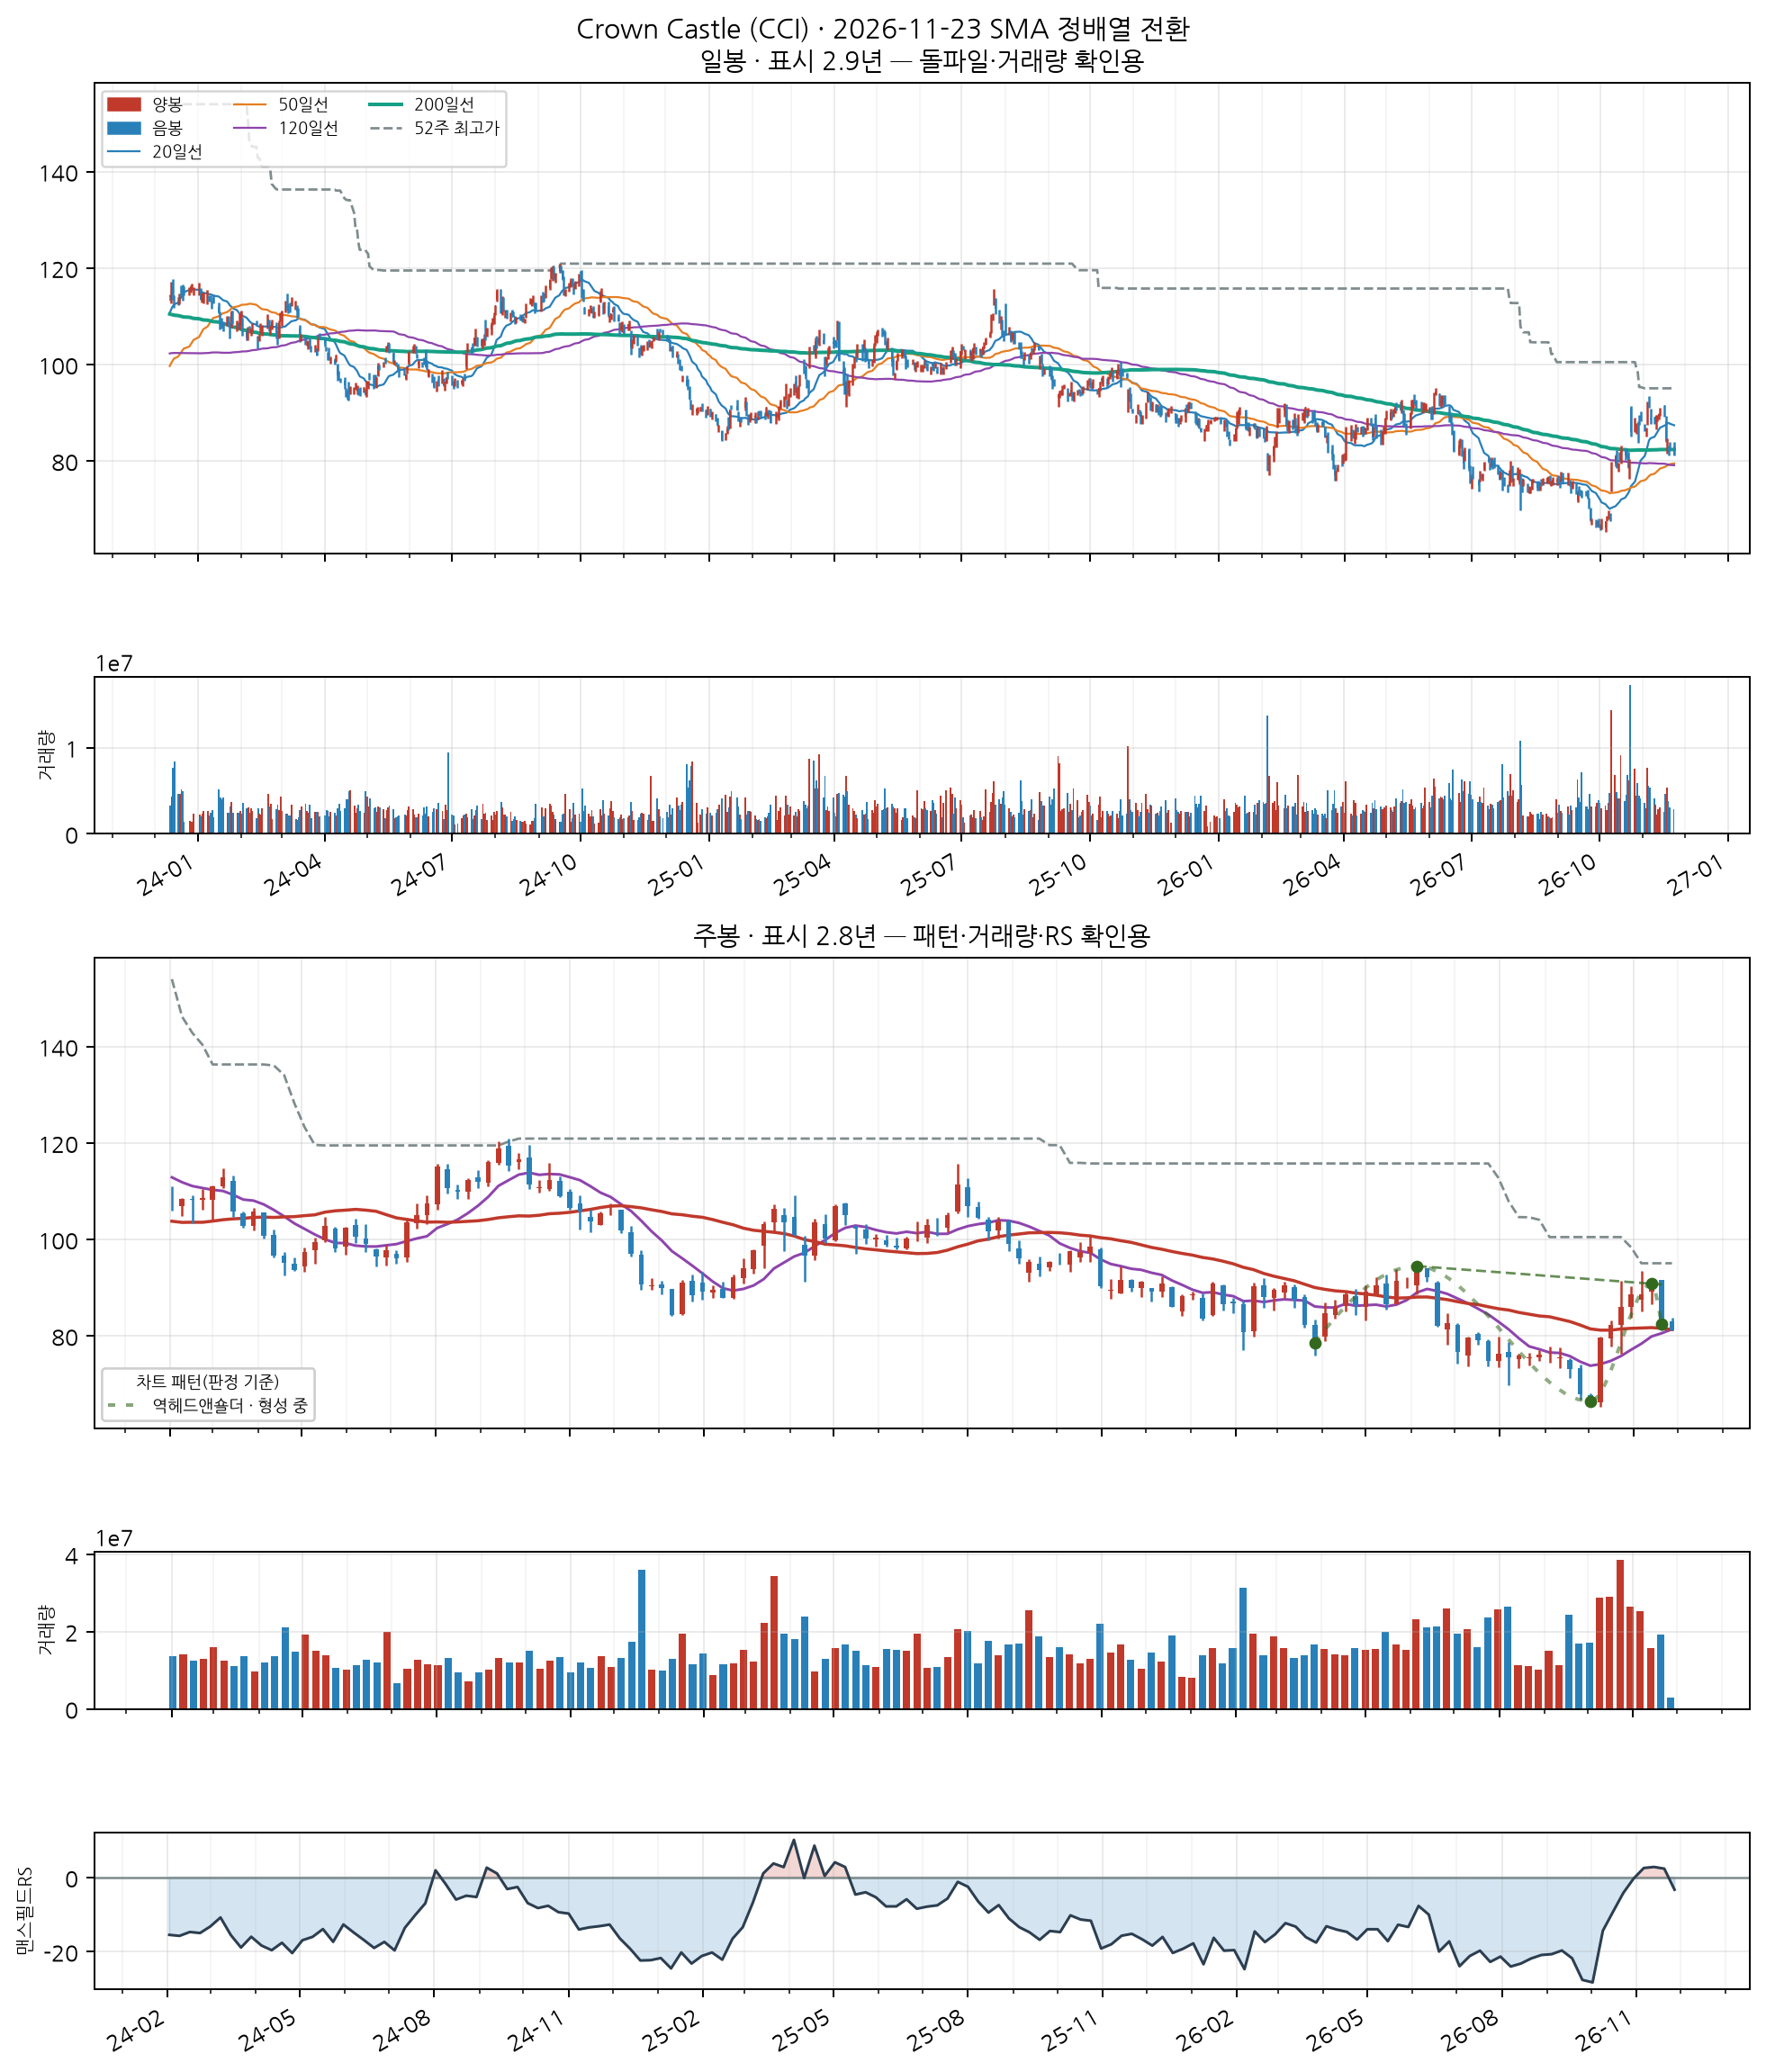 Crown Castle (CCI) · 2026-11-23 SMA 정배열 전환
일봉 · 표시 2.9년 — 돌파일·거래량 확인용
양봉
음봉
20일선
50일선
120일선
200일선
52주 최고가
140
120
100
80
1e7
거래량
1
0
24-01
24-04
24-07
24-10
25-01
25-04
25-07
25-10
26-01
26-04
26-07
26-10
27-01
주봉 · 표시 2.8년 — 패턴·거래량·RS 확인용
140
120
100
80
차트 패턴(판정 기준)
역헤드앤숄더 · 형성 중
1e7
거래량
4
2
0
맨스필드RS
0
-20
24-02
24-05
24-08
24-11
25-02
25-05
25-08
25-11
26-02
26-05
26-08
26-11